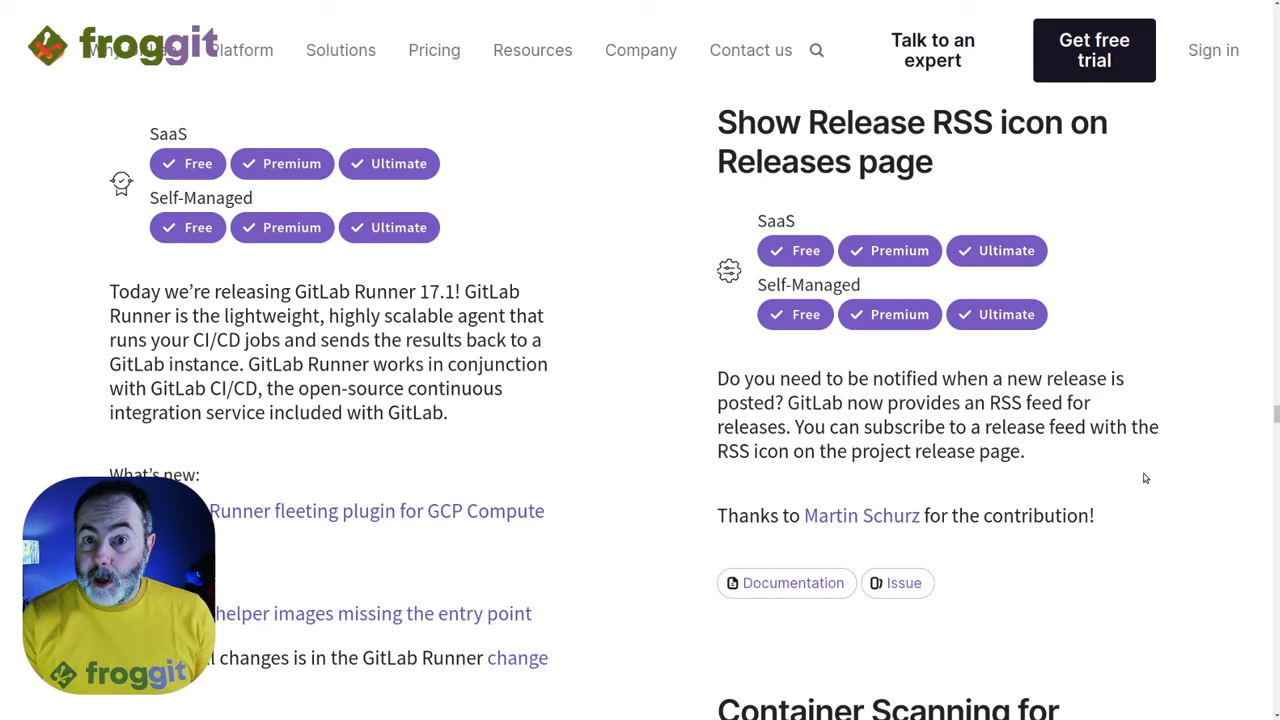 froggit
Platform
Solutions
Pricing
Resources
Company
Contact us
Talk to an
expert
Get free
trial
Sign in
SaaS
Free
Premium
Ultimate
Self-Managed
Free
Premium
Ultimate
Today we’re releasing GitLab Runner 17.1! GitLab
Runner is the lightweight, highly scalable agent that
runs your CI/CD jobs and sends the results back to a
GitLab instance. GitLab Runner works in conjunction
with GitLab CI/CD, the open-source continuous
integration service included with GitLab.
What’s new:
Runner fleeting plugin for GCP Compute
helper images missing the entry point
changes is in the GitLab Runner change
froggit
Show Release RSS icon on
Releases page
SaaS
Free
Premium
Ultimate
Self-Managed
Free
Premium
Ultimate
Do you need to be notified when a new release is
posted? GitLab now provides an RSS feed for
releases. You can subscribe to a release feed with the
RSS icon on the project release page.
Thanks to Martin Schurz for the contribution!
Documentation
Issue
Container Scanning for